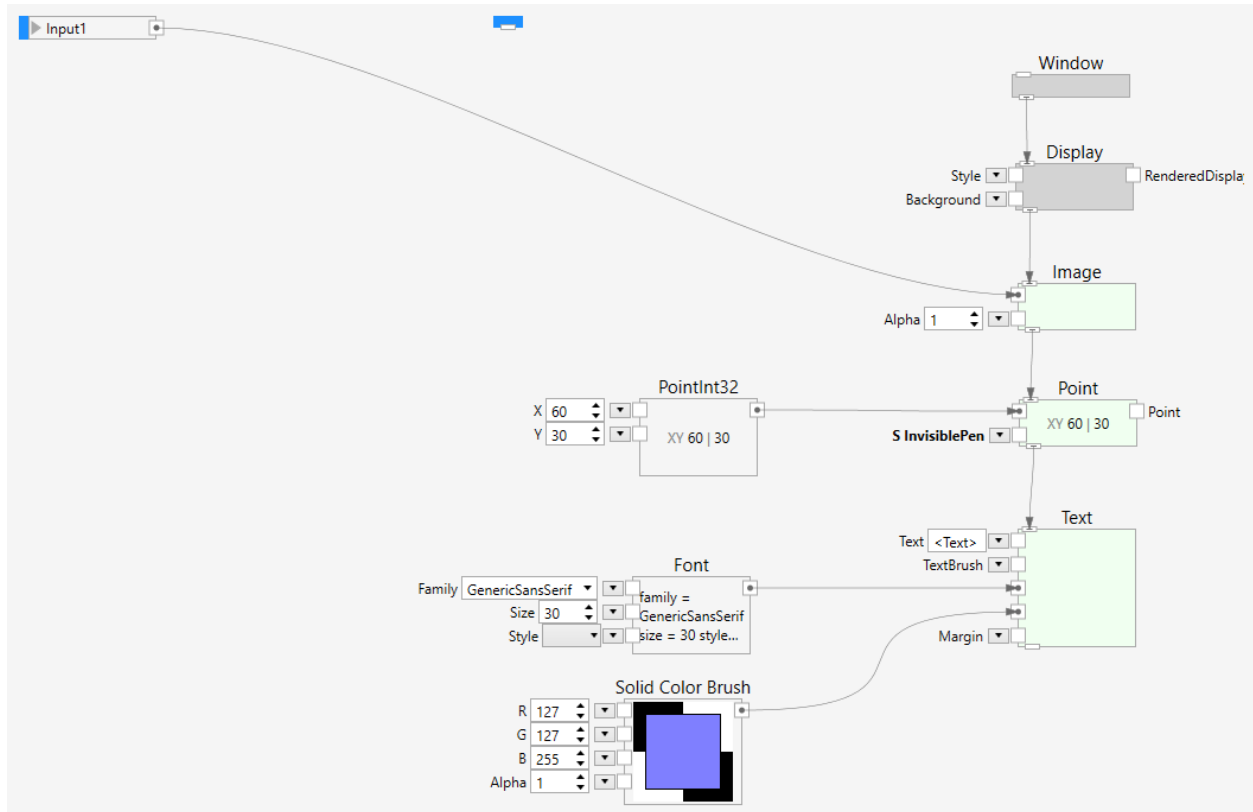 Input1
Window
Display
Style
RenderedDispla
Background
Image
Alpha 1
PointInt32
X 60
Y 30
XY 60 | 30
Point
XY 60 | 30
Point
S InvisiblePen
Text
Text <Text>
TextBrush
Margin
Font
Family GenericSansSerif
Size 30
Style
family =
GenericSansSerif
size = 30 style...
Solid Color Brush
R 127
G 127
B 255
Alpha 1